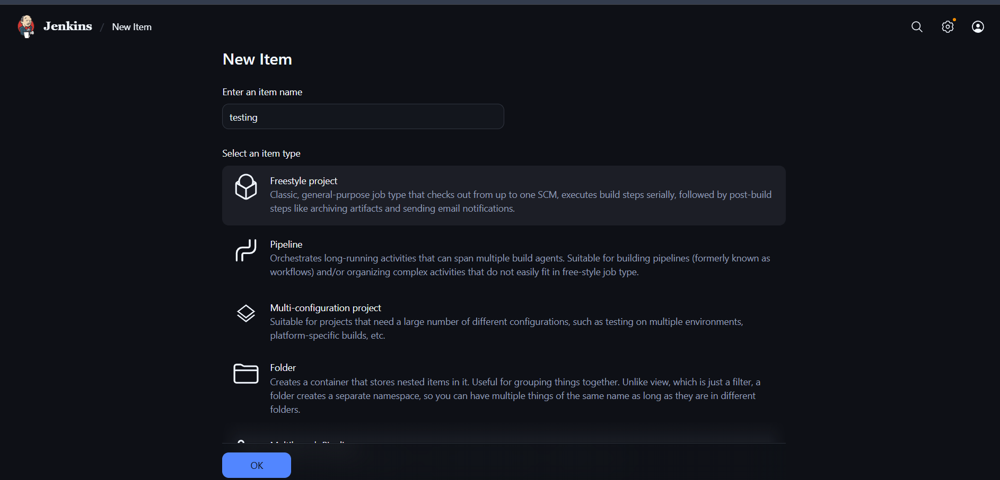 Jenkins / New Item
New Item
Enter an item name
testing
Select an item type
Freestyle project
Classic, general-purpose job type that checks out from up to one SCM, executes build steps serially, followed by post-build
steps like archiving artifacts and sending email notifications.
Pipeline
Orchestrates long-running activities that can span multiple build agents. Suitable for building pipelines (formerly known as
workflows) and/or organizing complex activities that do not easily fit in free-style job type.
Multi-configuration project
Suitable for projects that need a large number of different configurations, such as testing on multiple environments,
platform-specific builds, etc.
Folder
Creates a container that stores nested items in it. Useful for grouping things together. Unlike view, which is just a filter, a
folder creates a separate namespace, so you can have multiple things of the same name as long as they are in different
folders.
OK